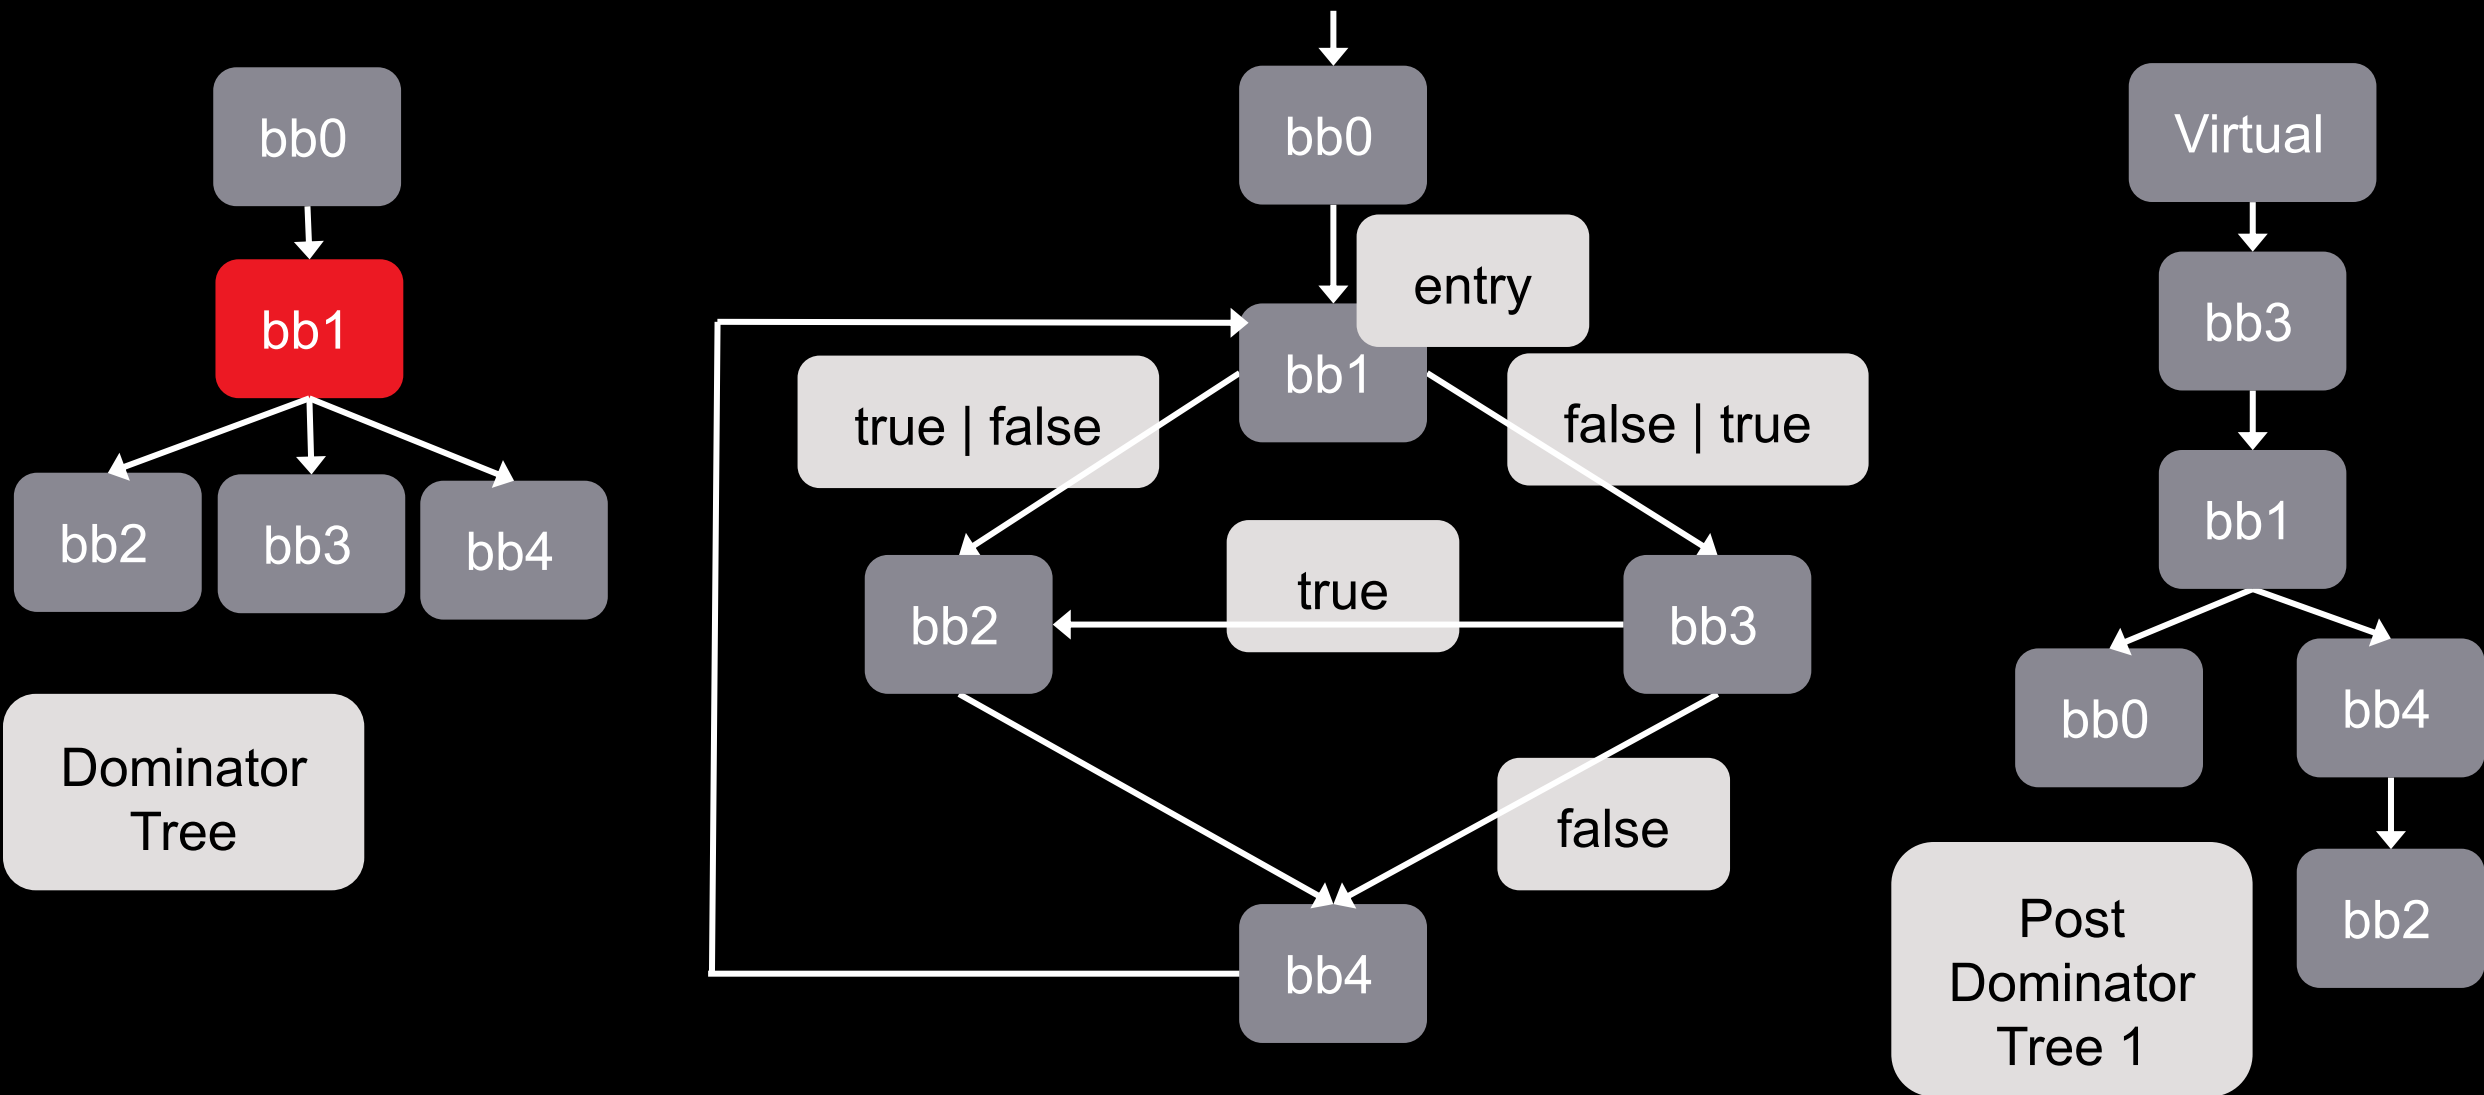 bb0
bb1
bb2
bb3
bb4
Dominator
Tree
bb0
entry
bb1
true | false
false | true
true
bb2
bb3
false
bb4
Virtual
bb3
bb1
bb0
bb4
bb2
Post
Dominator
Tree 1